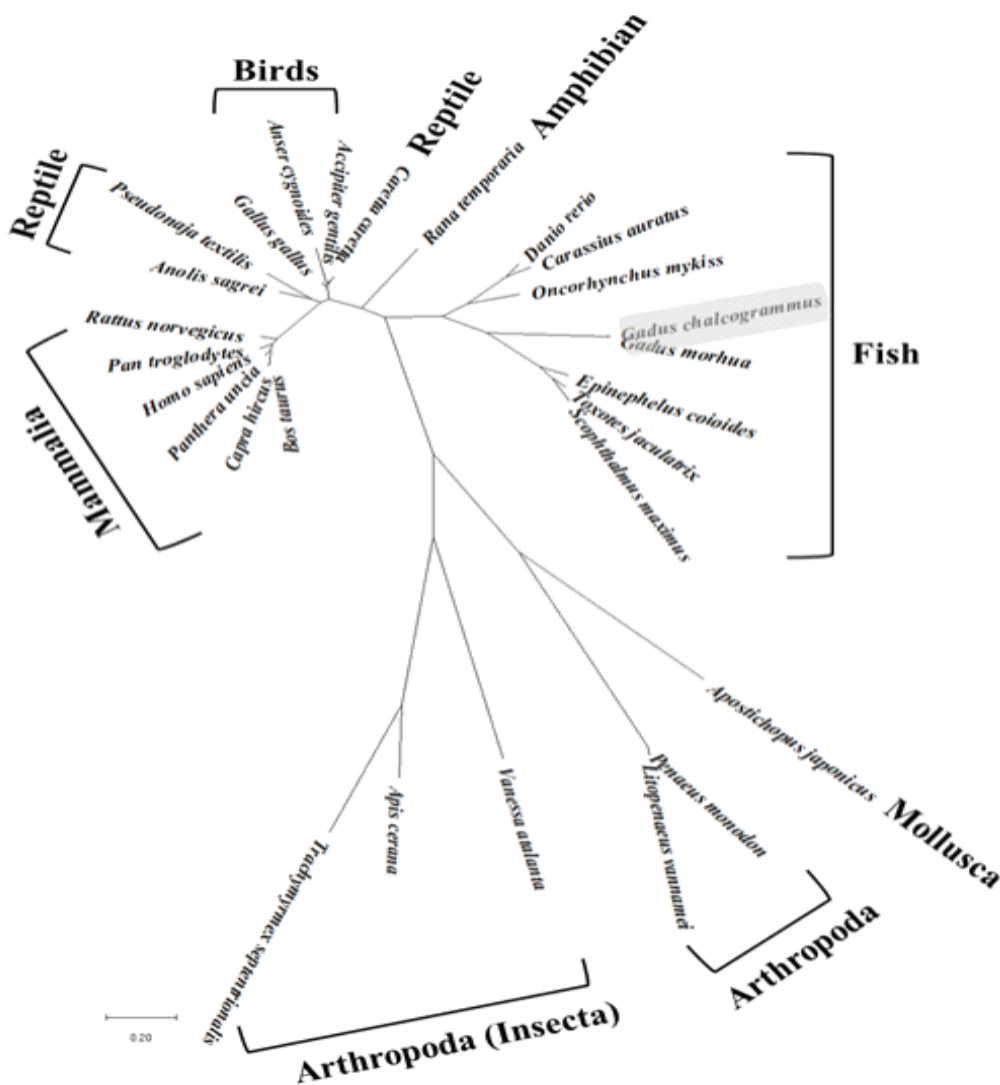 Birds
Reptile
Amphibian
Reptile
Anser cygnoides
Accipiter gentilis
Caretta caretta
Gallus gallus
Pseudonaja textilis
Anolis sagrei
Rana temporaria
Danio rerio
Carassius auratus
Oncorhynchus mykiss
Gadus chalcogrammus
Gadus morhua
Epinephelus coioides
Toxotes jaculatrix
Scophthalmus maximus
Fish
Rattus norvegicus
Pan troglodytes
Homo sapiens
Panthera uncia
Capra hircus
Bos taurus
Mammalia
Apostichopus japonicus
Mollusca
Penaeus monodon
Litopenaeus vannamei
Arthropoda
Vanessa atalanta
Apis cerana
Trachymyrmex septentrionalis
Arthropoda (Insecta)
0.20